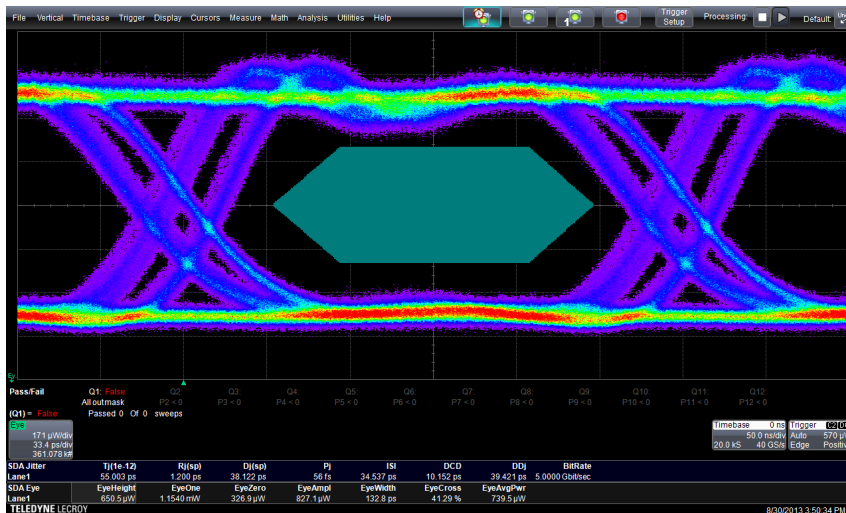 File Vertical Timebase Trigger Display Cursors Measure Math Analysis Utilities Help 1 Trigger Setup Processing: Default:
Ey
Pass/Fail Q1: False Q2: Q3: Q4: Q5: Q6: Q7: Q8: Q9: Q10: Q11: Q12:
All outmask P2 < 0 P3 < 0 P4 < 0 P5 < 0 P6 < 0 P7 < 0 P8 < 0 P9 < 0 P10 < 0 P11 < 0 P12 < 0
(Q1) = False Passed 0 Of 0 sweeps
Eye
171 µW/div
33.4 ps/div
361.078 k#
Timebase 0 ns
50.0 ns/div
20.0 kS 40 GS/s
Trigger C2
Auto 570 µ
Edge Positiv
SDA Jitter Tj(1e-12) Rj(sp) Dj(sp) Pj ISI DCD DDj BitRate
Lane1 55.003 ps 1.200 ps 38.122 ps 56 fs 34.537 ps 10.152 ps 39.421 ps 5.0000 Gbit/sec
SDA Eye EyeHeight EyeOne EyeZero EyeAmpl EyeWidth EyeCross EyeAvgPwr
Lane1 650.5 µW 1.1540 mW 326.9 µW 827.1 µW 132.8 ps 41.29 % 739.5 µW
TELEDYNE LECROY 8/30/2013 3:50:34 PM